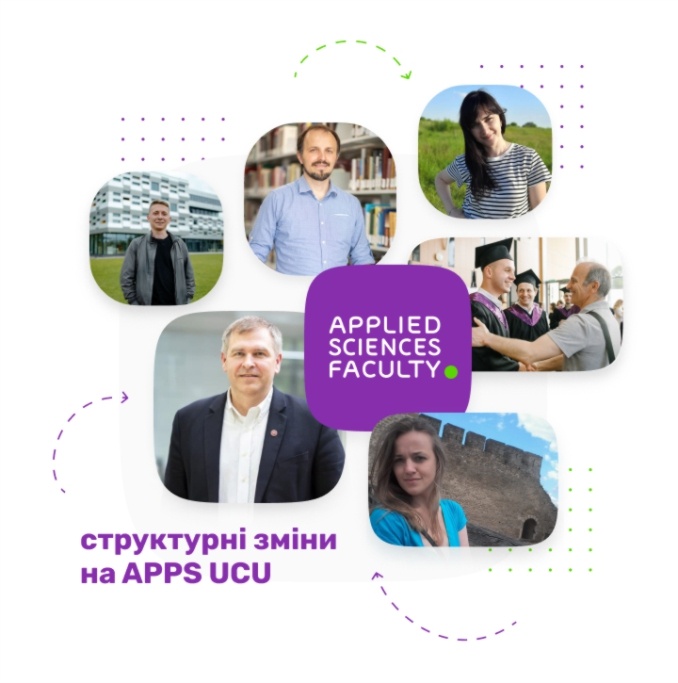 APPLIED
SCIENCES
FACULTY.
структурні зміни
на APPS UCU